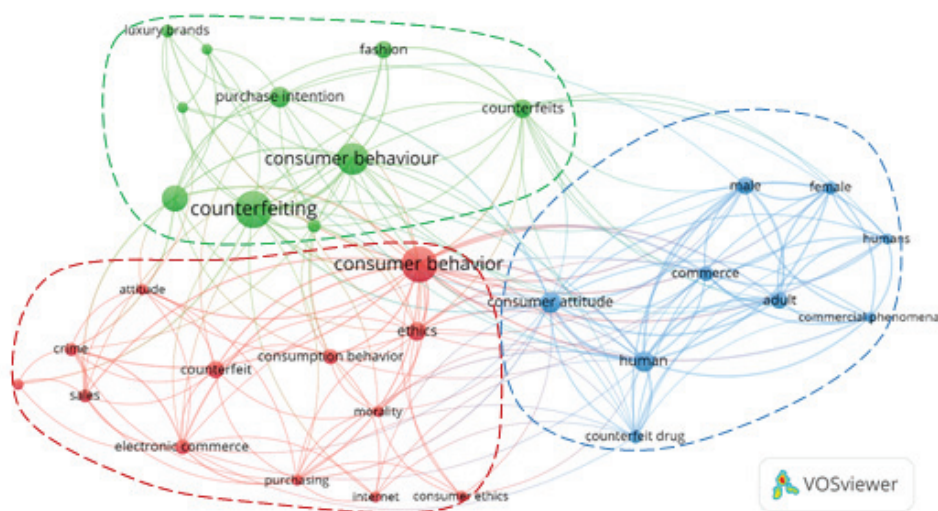 luxury brands
fashion
purchase intention
counterfeits
consumer behaviour
counterfeiting
consumer behavior
attitude
ethics
crime
counterfeit
consumption behavior
sales
morality
electronic commerce
purchasing
internet
consumer ethics
male
female
humans
commerce
consumer attitude
adult
commercial phenomena
human
counterfeit drug
VOSviewer